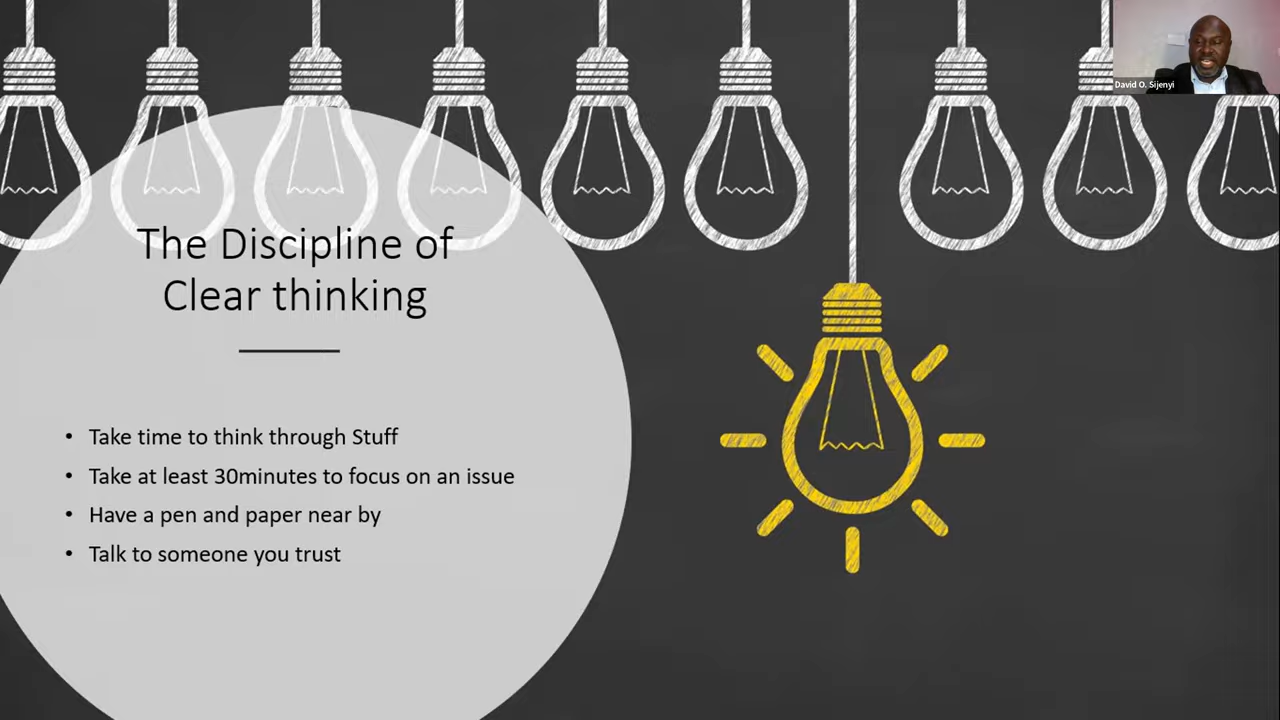 David O. Sijenyi
The Discipline of
Clear thinking
• Take time to think through Stuff
• Take at least 30minutes to focus on an issue
• Have a pen and paper near by
• Talk to someone you trust